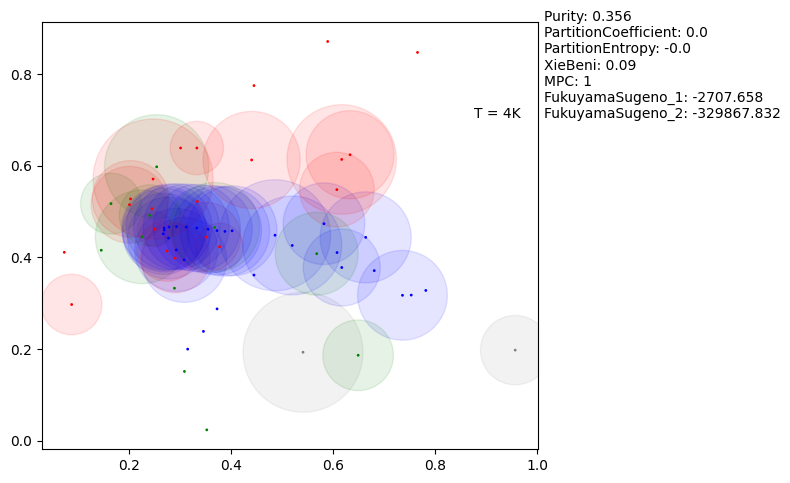 Purity: 0.356
PartitionCoefficient: 0.0
PartitionEntropy: -0.0
XieBeni: 0.09
MPC: 1
FukuyamaSugeno_1: -2707.658
FukuyamaSugeno_2: -329867.832
T = 4K
0.8
0.6
0.4
0.2
0.0
0.2 0.4 0.6 0.8 1.0